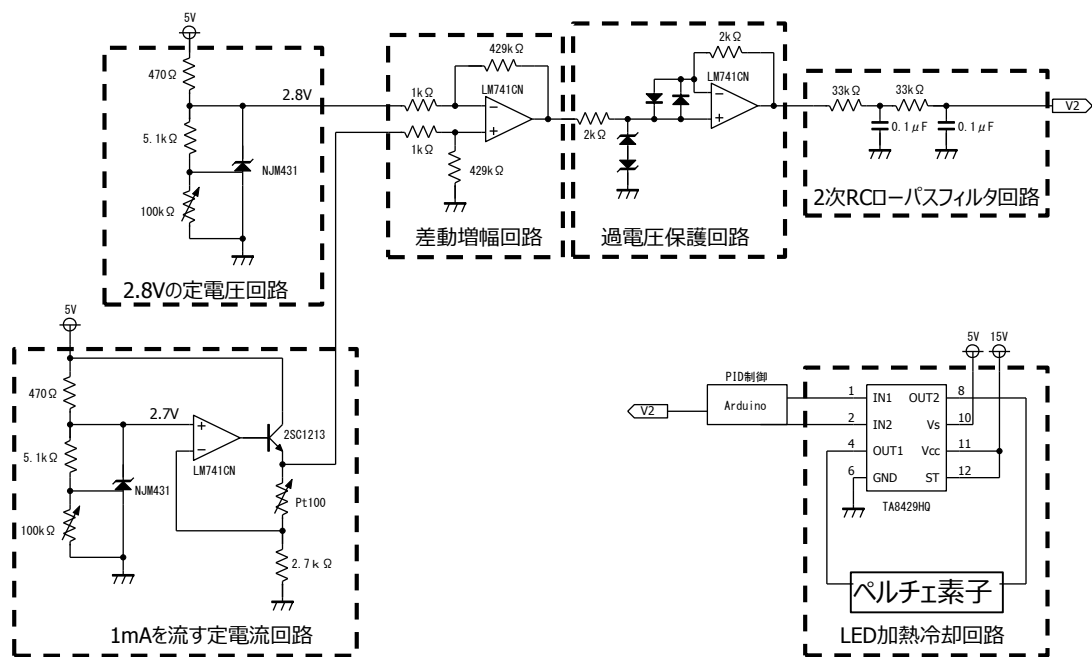 5V
470Ω
5.1kΩ
100kΩ
NJM431
2.8V
2.8Vの定電圧回路
1kΩ
1kΩ
429kΩ
LM741CN
429kΩ
差動増幅回路
2kΩ
2kΩ
LM741CN
過電圧保護回路
33kΩ
33kΩ
0.1μF
0.1μF
2次RCローパスフィルタ回路
V2
5V
470Ω
5.1kΩ
100kΩ
NJM431
2.7V
LM741CN
2SC1213
Pt100
2.7kΩ
1mAを流す定電流回路
V2
PID制御
Arduino
5V
15V
1 IN1 OUT2 8
2 IN2 Vs 10
4 OUT1 Vcc 11
6 GND ST 12
TA8429HQ
ペルチェ素子
LED加熱冷却回路